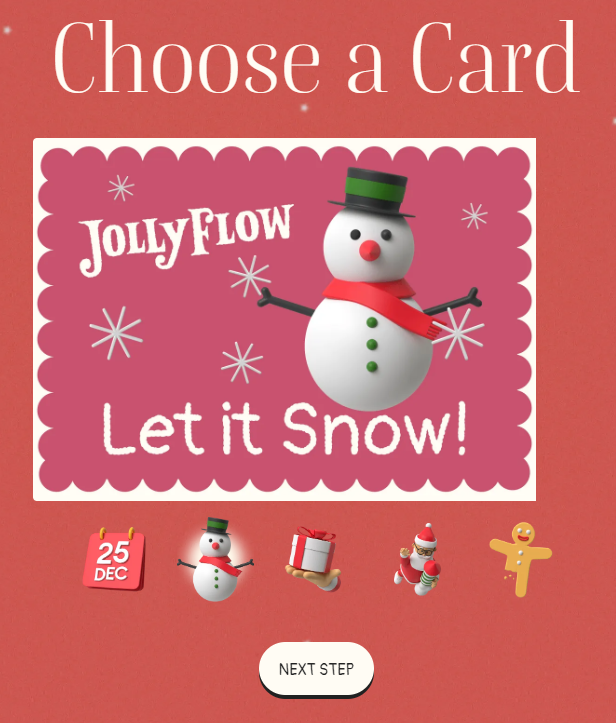 Choose a Card
JOLLYFLOW
Let it Snow!
25
DEC
NEXT STEP